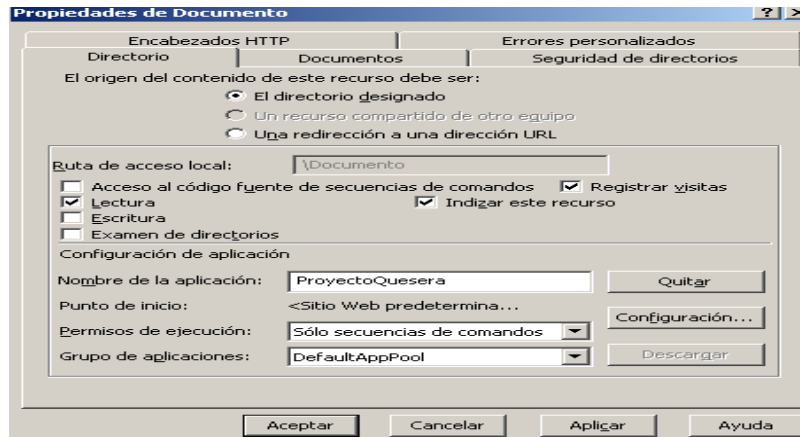 Propiedades de Documento
Encabezados HTTP Errores personalizados
Directorio Documentos Seguridad de directorios
El origen del contenido de este recurso debe ser:
El directorio designado
Un recurso compartido de otro equipo
Una redirección a una dirección URL
Ruta de acceso local: \Documento
Acceso al código fuente de secuencias de comandos Registrar visitas
Lectura Indizar este recurso
Escritura
Examen de directorios
Configuración de aplicación
Nombre de la aplicación: ProyectoQuesera Quitar
Punto de inicio: <Sitio Web predetermina...
Configuración...
Permisos de ejecución: Sólo secuencias de comandos
Grupo de aplicaciones: DefaultAppPool Descargar
Aceptar Cancelar Aplicar Ayuda